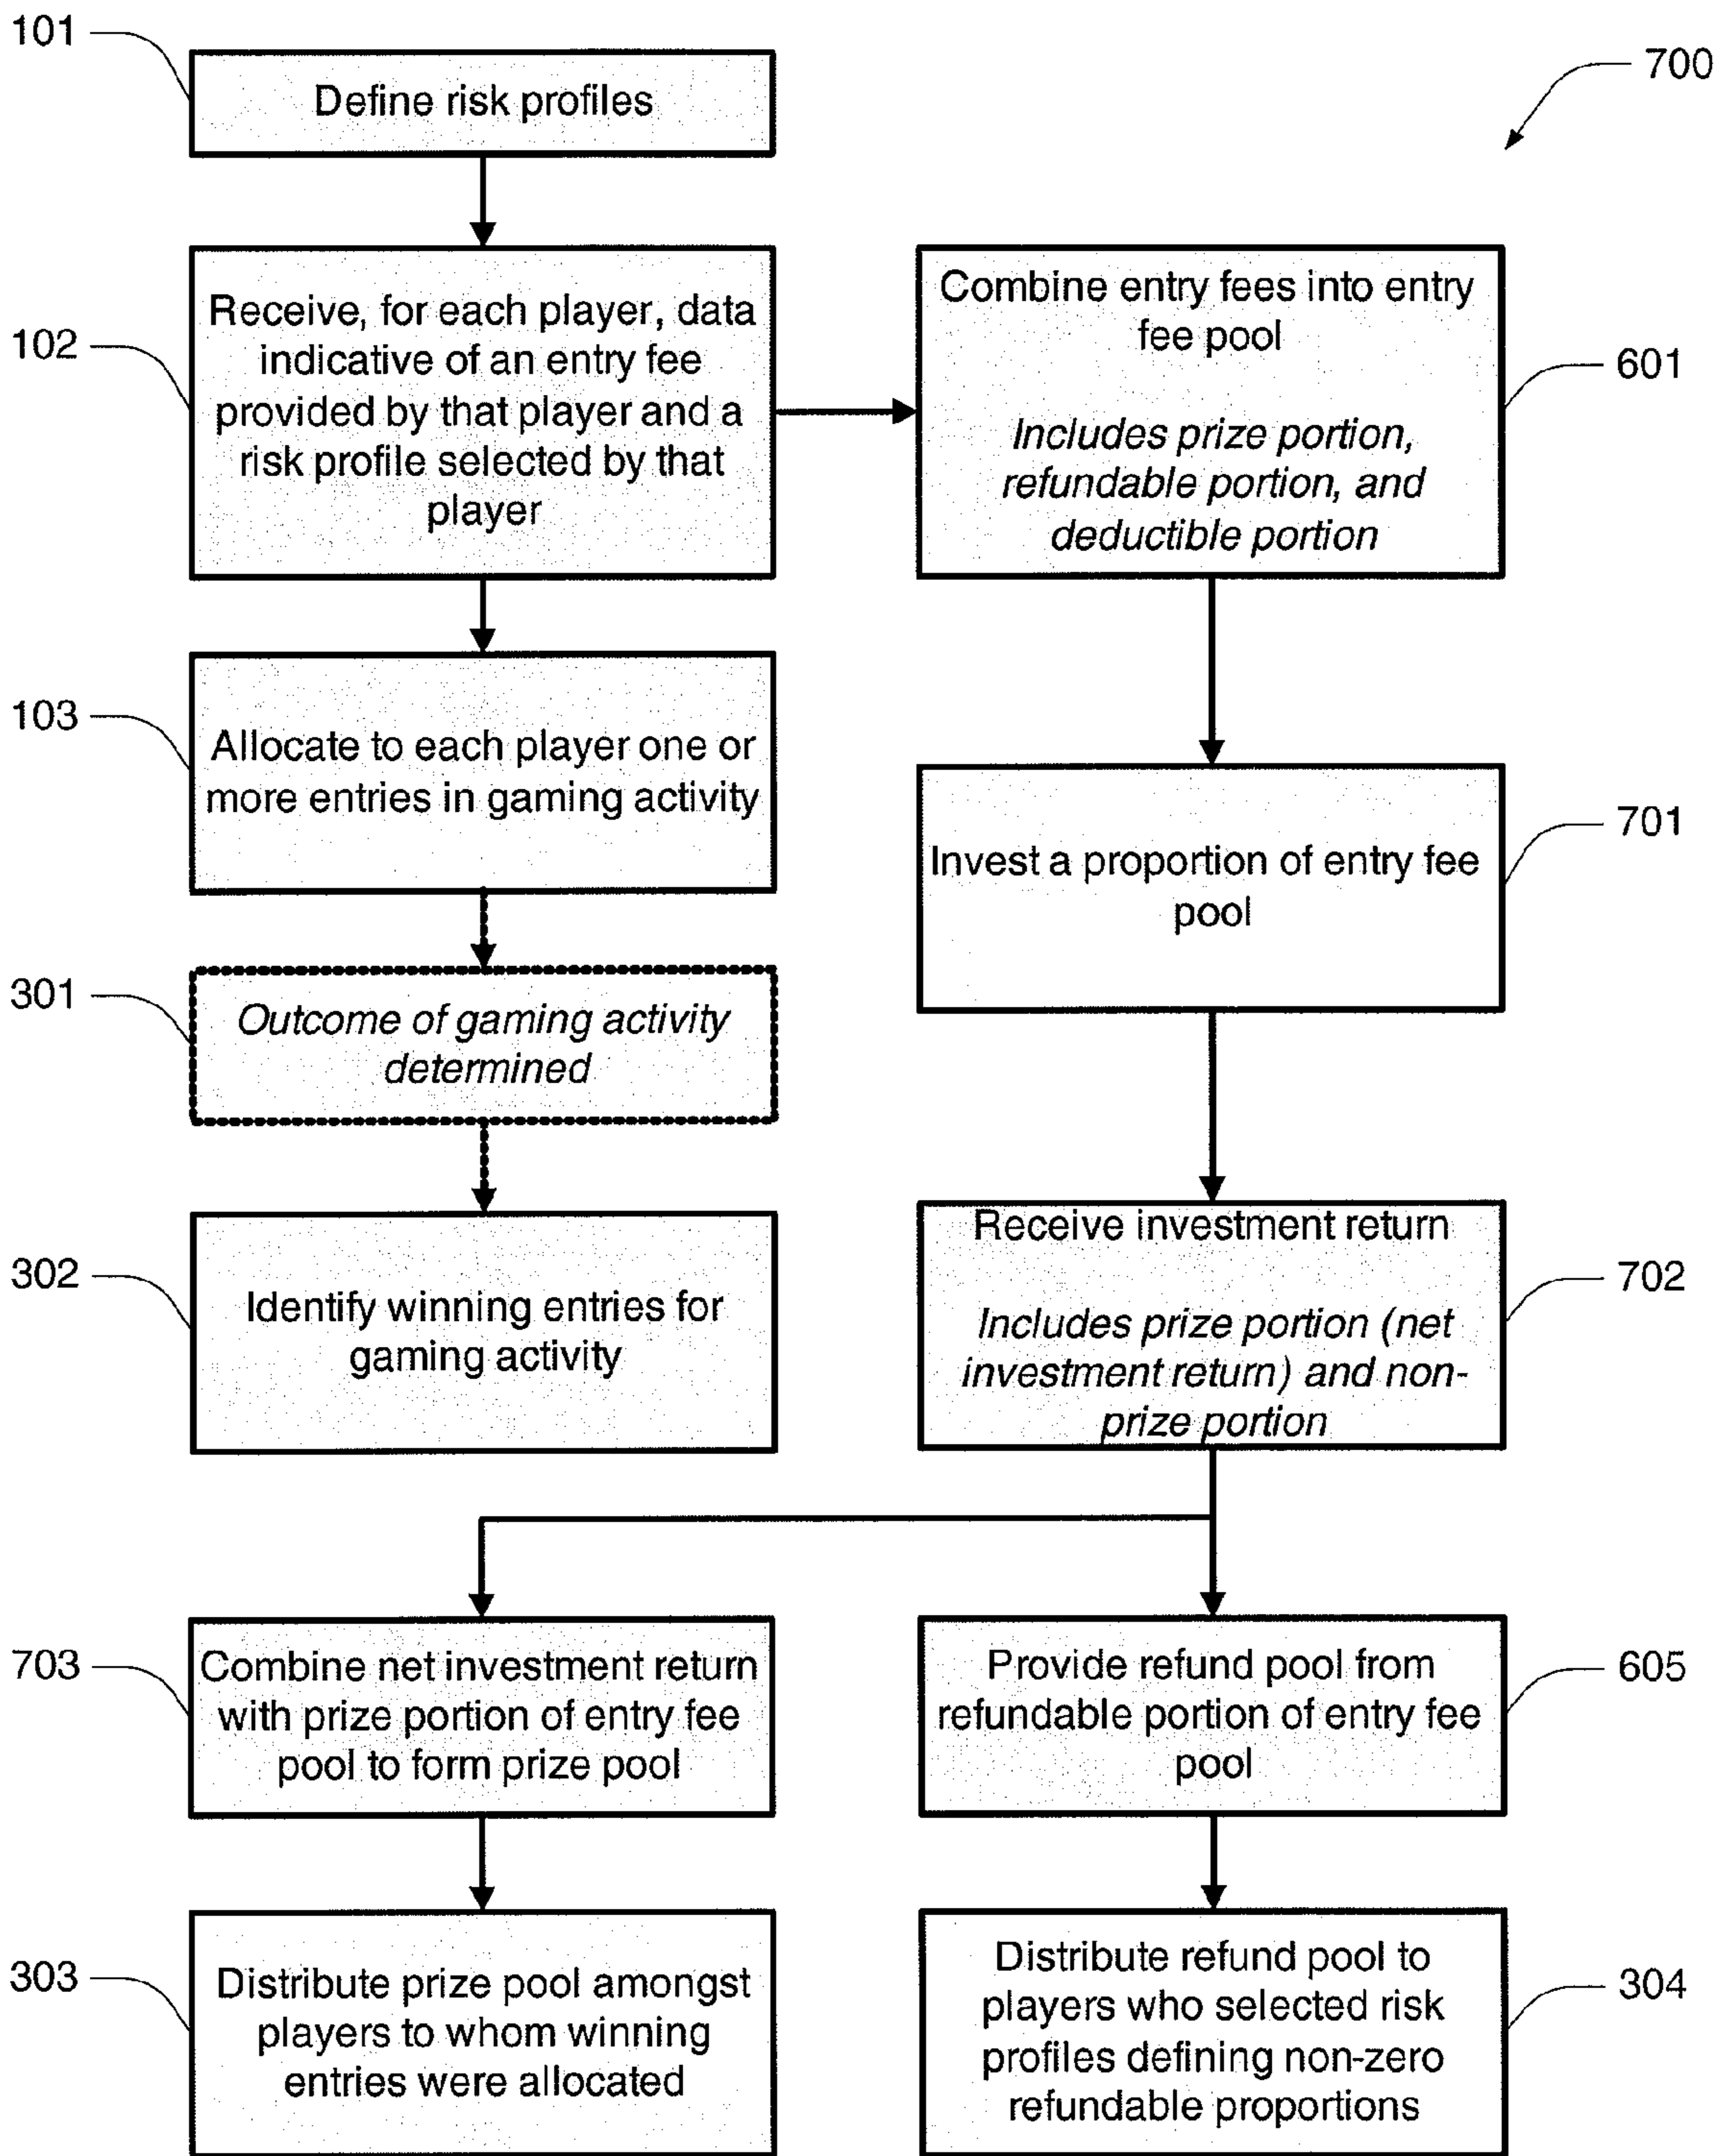 101
Define risk profiles
700
102
Receive, for each player, data
indicative of an entry fee
provided by that player and a
risk profile selected by that
player
Combine entry fees into entry
fee pool
Includes prize portion,
refundable portion, and
deductible portion
601
103
Allocate to each player one or
more entries in gaming activity
Invest a proportion of entry fee
pool
701
301
Outcome of gaming activity
determined
302
Identify winning entries for
gaming activity
Receive investment return
Includes prize portion (net
investment return) and non-
prize portion
702
703
Combine net investment return
with prize portion of entry fee
pool to form prize pool
Provide refund pool from
refundable portion of entry fee
pool
605
303
Distribute prize pool amongst
players to whom winning
entries were allocated
Distribute refund pool to
players who selected risk
profiles defining non-zero
refundable proportions
304